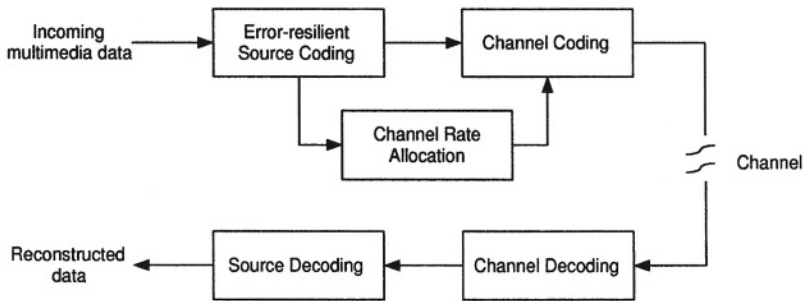 Incoming
multimedia data
Error-resilient
Source Coding
Channel Coding
Channel Rate
Allocation
Channel
Reconstructed
data
Source Decoding
Channel Decoding